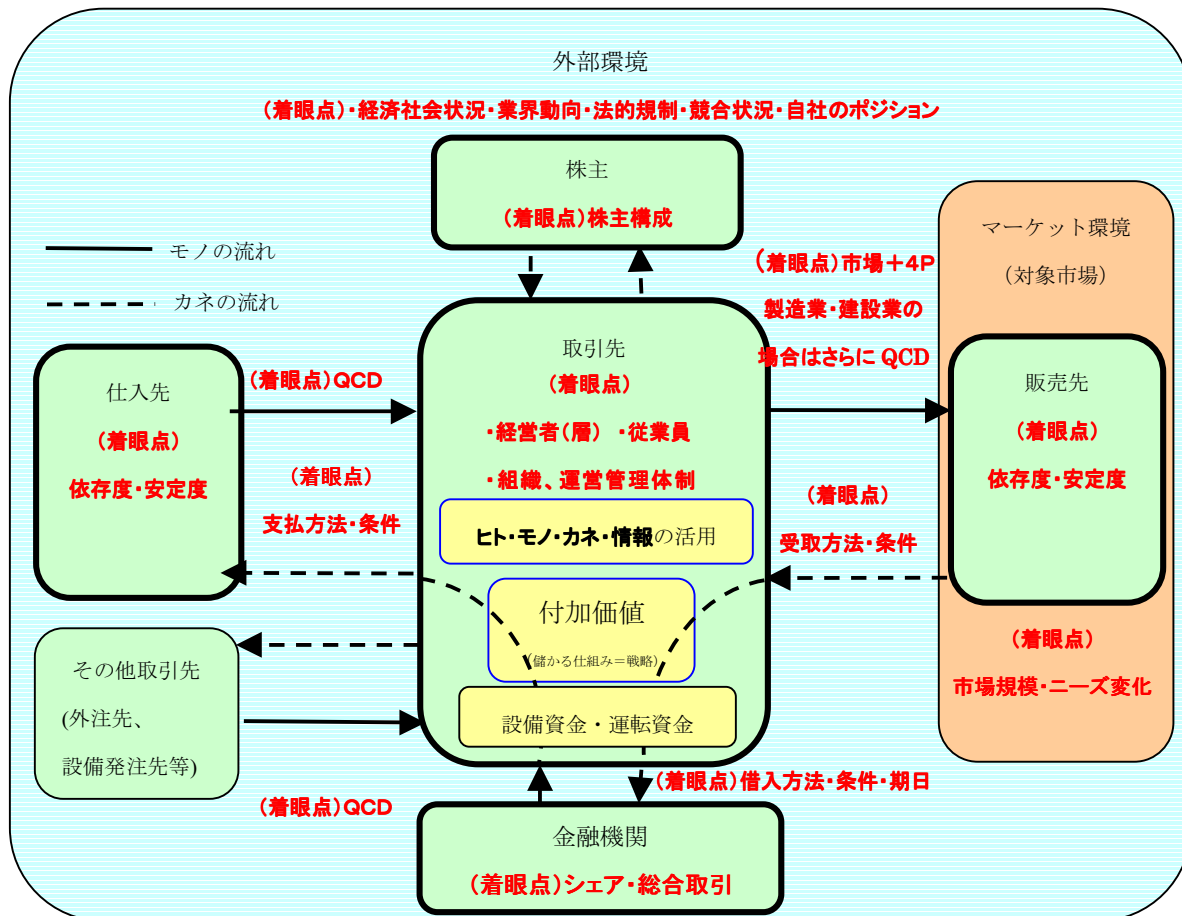 外部環境
(着眼点)・経済社会状況・業界動向・法的規制・競合状況・自社のポジション
株主
(着眼点)株主構成
モノの流れ
カネの流れ
マーケット環境
（対象市場）
(着眼点)市場＋4P
製造業・建設業の
場合はさらに QCD
仕入先
(着眼点)
依存度・安定度
(着眼点)QCD
(着眼点)
支払方法・条件
取引先
(着眼点)
・経営者(層) ・従業員
・組織、運営管理体制
ヒト・モノ・カネ・情報の活用
付加価値
(儲かる仕組み＝戦略)
設備資金・運転資金
販売先
(着眼点)
依存度・安定度
(着眼点)
受取方法・条件
(着眼点)
市場規模・ニーズ変化
その他取引先
(外注先、
設備発注先等)
(着眼点)QCD
(着眼点)借入方法・条件・期日
金融機関
(着眼点)シェア・総合取引